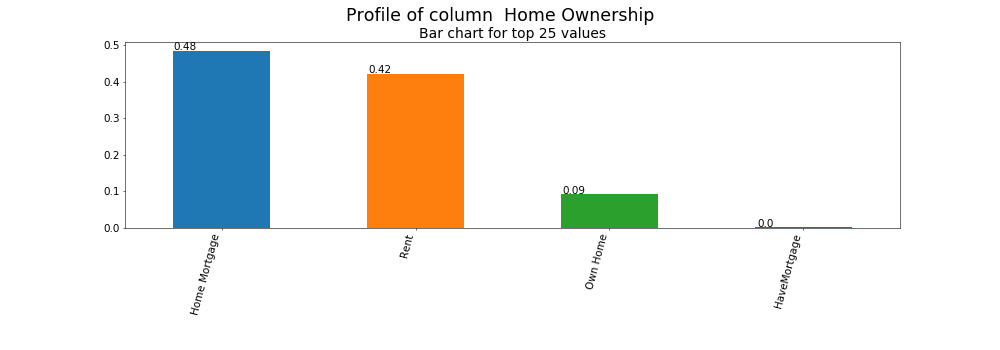 Profile of column  Home Ownership
Bar chart for top 25 values
0.5
0.4
0.3
0.2
0.1
0.0
0.48
0.42
0.09
0.0
Home Mortgage
Rent
Own Home
HaveMortgage